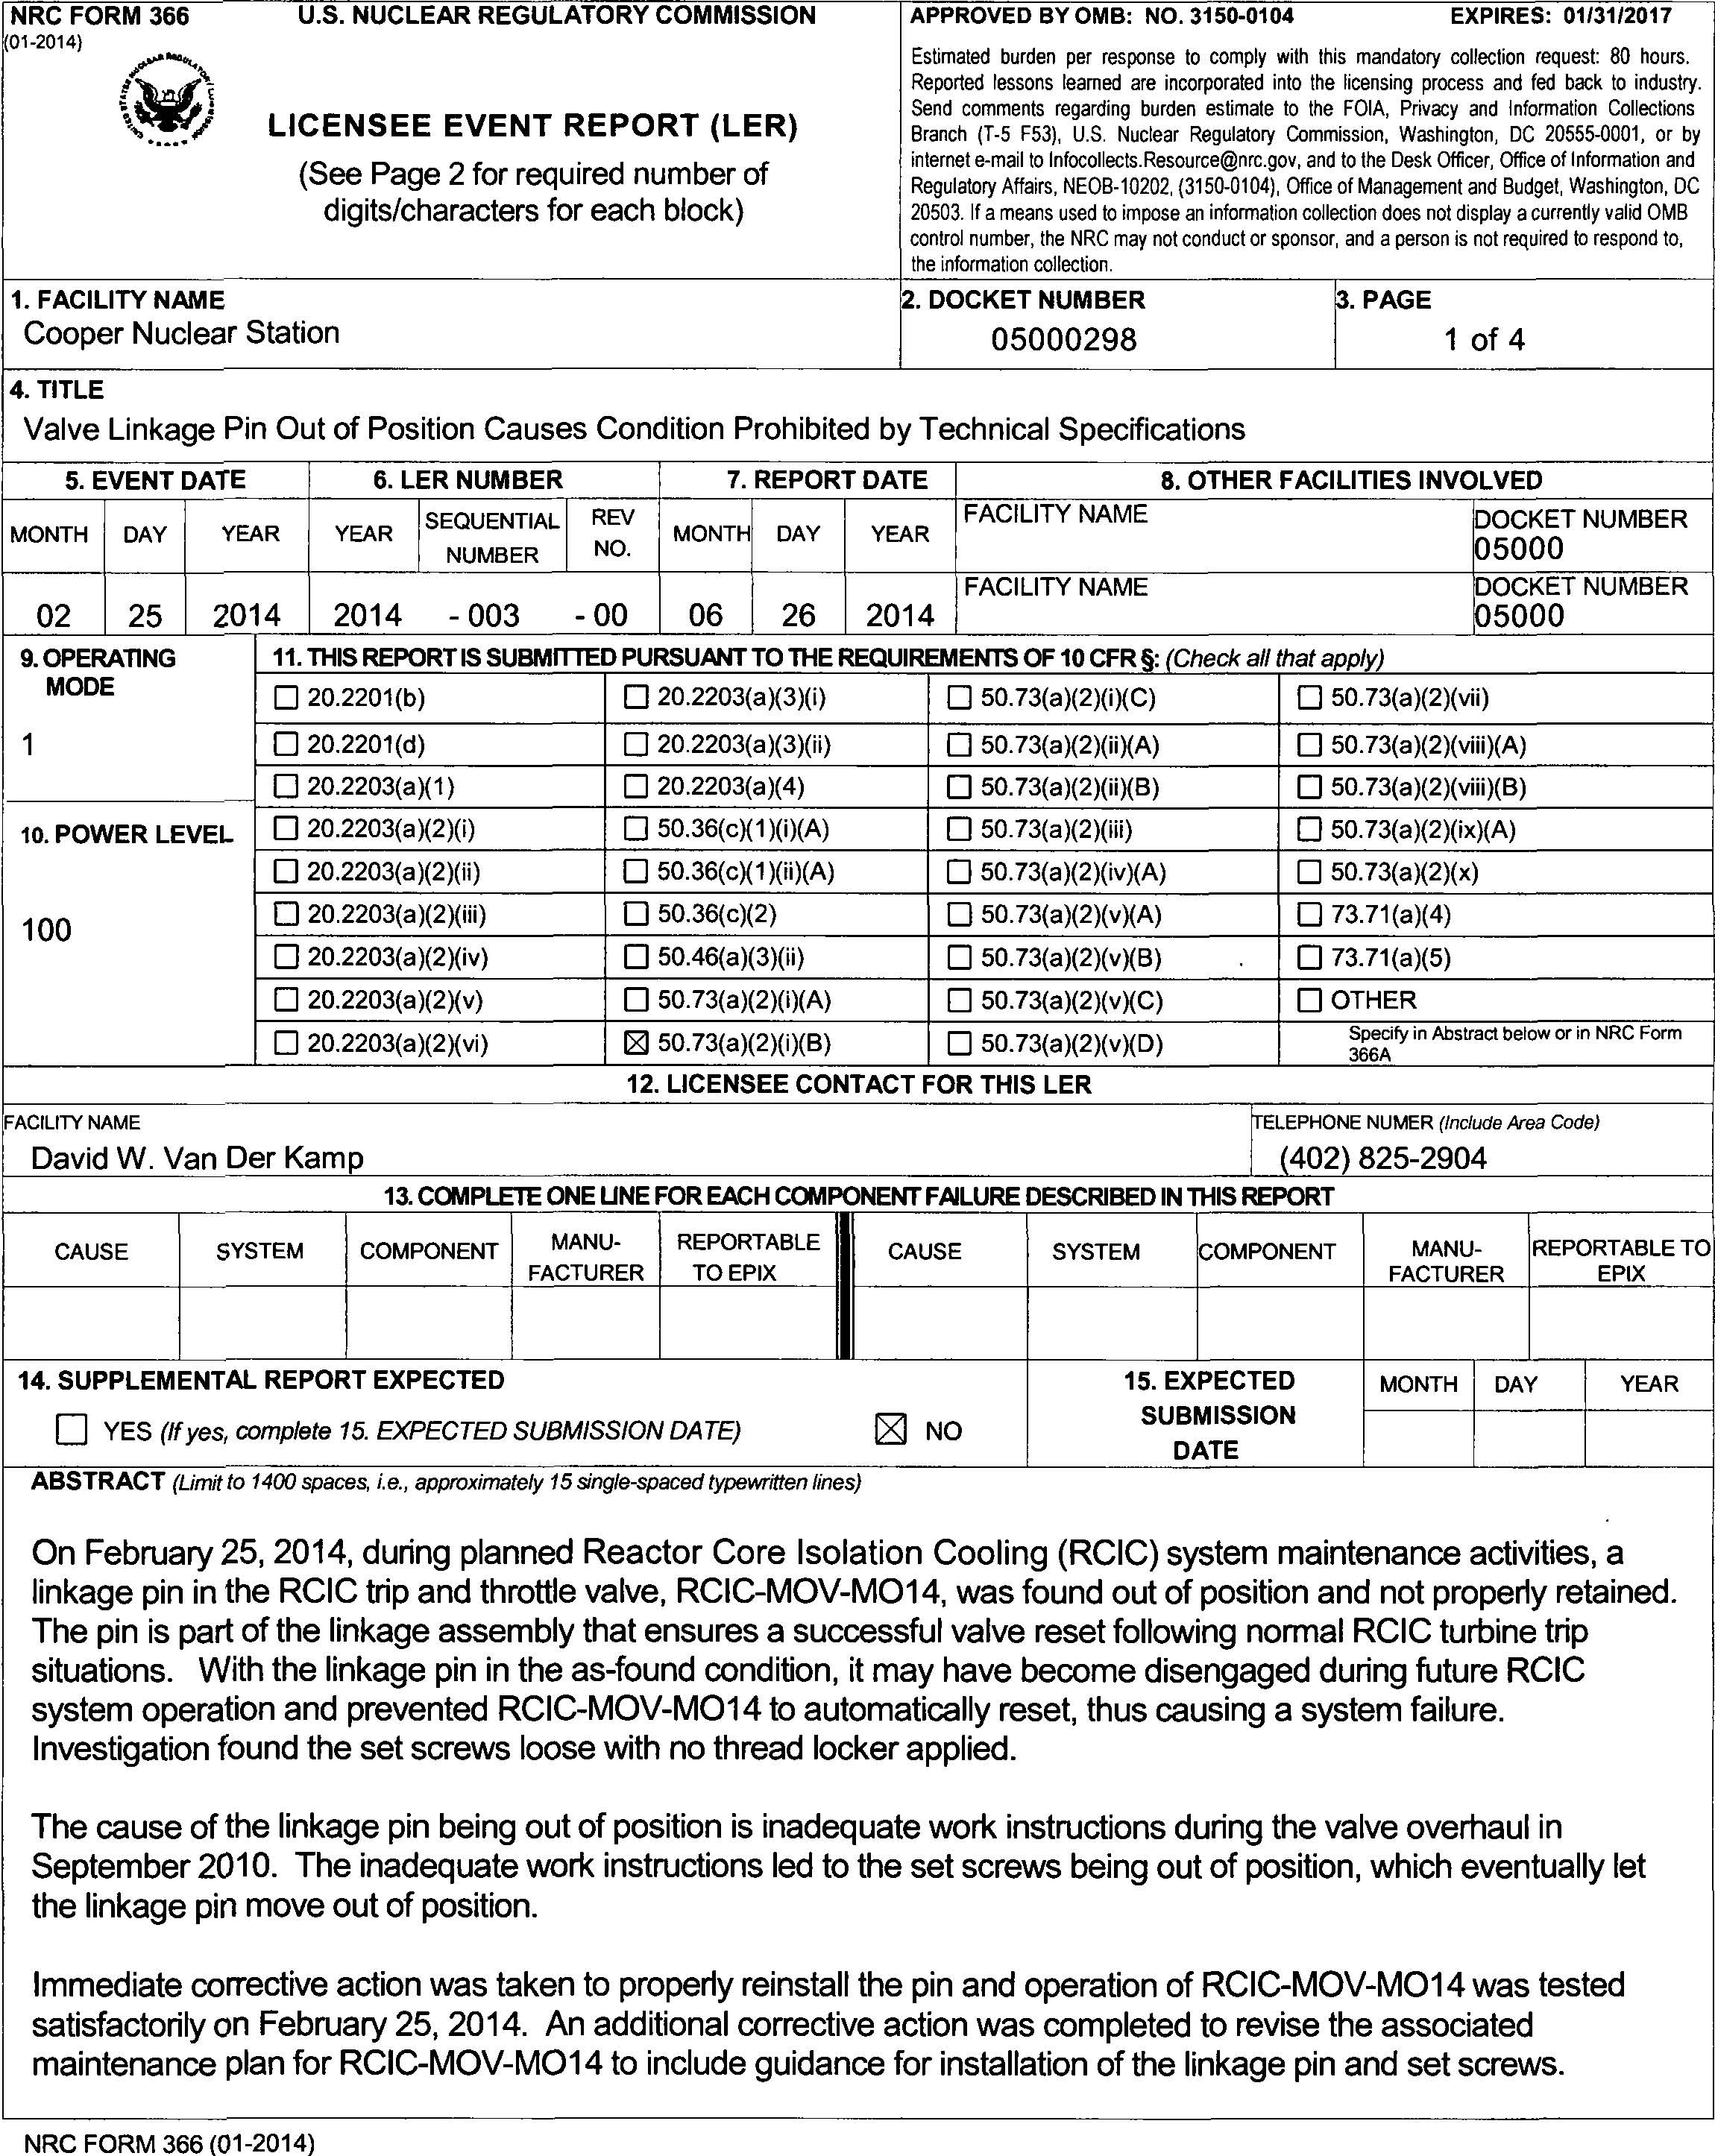 NRC FORM 366
(01-2014)
U.S. NUCLEAR REGULATORY COMMISSION
LICENSEE EVENT REPORT (LER)
(See Page 2 for required number of
digits/characters for each block)
APPROVED BY OMB: NO. 3150-0104 EXPIRES: 01/31/2017
Estimated burden per response to comply with this mandatory collection request: 80 hours.
Reported lessons learned are incorporated into the licensing process and fed back to industry.
Send comments regarding burden estimate to the FOIA, Privacy and Information Collections
Branch (T-5 F53), U.S. Nuclear Regulatory Commission, Washington, DC 20555-0001, or by
internet e-mail to Infocollects.Resource@nrc.gov, and to the Desk Officer, Office of Information and
Regulatory Affairs, NEOB-10202, (3150-0104), Office of Management and Budget, Washington, DC
20503. If a means used to impose an information collection does not display a currently valid OMB
control number, the NRC may not conduct or sponsor, and a person is not required to respond to,
the information collection.
1. FACILITY NAME
Cooper Nuclear Station
2. DOCKET NUMBER
05000298
3. PAGE
1 of 4
4. TITLE
Valve Linkage Pin Out of Position Causes Condition Prohibited by Technical Specifications
5. EVENT DATE 6. LER NUMBER 7. REPORT DATE 8. OTHER FACILITIES INVOLVED
MONTH DAY YEAR YEAR SEQUENTIAL NUMBER REV NO. MONTH DAY YEAR
FACILITY NAME DOCKET NUMBER
05000
02 25 2014 2014 - 003 - 00 06 26 2014
FACILITY NAME DOCKET NUMBER
05000
9. OPERATING
MODE
1
10. POWER LEVEL
100
11. THIS REPORT IS SUBMITTED PURSUANT TO THE REQUIREMENTS OF 10 CFR §: (Check all that apply)
☐ 20.2201(b) ☐ 20.2203(a)(3)(i) ☐ 50.73(a)(2)(i)(C) ☐ 50.73(a)(2)(vii)
☐ 20.2201(d) ☐ 20.2203(a)(3)(ii) ☐ 50.73(a)(2)(ii)(A) ☐ 50.73(a)(2)(viii)(A)
☐ 20.2203(a)(1) ☐ 20.2203(a)(4) ☐ 50.73(a)(2)(ii)(B) ☐ 50.73(a)(2)(viii)(B)
☐ 20.2203(a)(2)(i) ☐ 50.36(c)(1)(i)(A) ☐ 50.73(a)(2)(iii) ☐ 50.73(a)(2)(ix)(A)
☐ 20.2203(a)(2)(ii) ☐ 50.36(c)(1)(ii)(A) ☐ 50.73(a)(2)(iv)(A) ☐ 50.73(a)(2)(x)
☐ 20.2203(a)(2)(iii) ☐ 50.36(c)(2) ☐ 50.73(a)(2)(v)(A) ☐ 73.71(a)(4)
☐ 20.2203(a)(2)(iv) ☐ 50.46(a)(3)(ii) ☐ 50.73(a)(2)(v)(B) ☐ 73.71(a)(5)
☐ 20.2203(a)(2)(v) ☐ 50.73(a)(2)(i)(A) ☐ 50.73(a)(2)(v)(C) ☐ OTHER
☐ 20.2203(a)(2)(vi) ☒ 50.73(a)(2)(i)(B) ☐ 50.73(a)(2)(v)(D) Specify in Abstract below or in NRC Form
366A
12. LICENSEE CONTACT FOR THIS LER
FACILITY NAME TELEPHONE NUMER (Include Area Code)
David W. Van Der Kamp (402) 825-2904
13. COMPLETE ONE LINE FOR EACH COMPONENT FAILURE DESCRIBED IN THIS REPORT
CAUSE SYSTEM COMPONENT MANU-FACTURER REPORTABLE TO EPIX CAUSE SYSTEM COMPONENT MANU-FACTURER REPORTABLE TO EPIX
14. SUPPLEMENTAL REPORT EXPECTED
☐ YES (If yes, complete 15. EXPECTED SUBMISSION DATE) ☒ NO
15. EXPECTED
SUBMISSION
DATE
MONTH DAY YEAR
ABSTRACT (Limit to 1400 spaces, i.e., approximately 15 single-spaced typewritten lines)
On February 25, 2014, during planned Reactor Core Isolation Cooling (RCIC) system maintenance activities, a
linkage pin in the RCIC trip and throttle valve, RCIC-MOV-MO14, was found out of position and not properly retained.
The pin is part of the linkage assembly that ensures a successful valve reset following normal RCIC turbine trip
situations. With the linkage pin in the as-found condition, it may have become disengaged during future RCIC
system operation and prevented RCIC-MOV-MO14 to automatically reset, thus causing a system failure.
Investigation found the set screws loose with no thread locker applied.
The cause of the linkage pin being out of position is inadequate work instructions during the valve overhaul in
September 2010. The inadequate work instructions led to the set screws being out of position, which eventually let
the linkage pin move out of position.
Immediate corrective action was taken to properly reinstall the pin and operation of RCIC-MOV-MO14 was tested
satisfactorily on February 25, 2014. An additional corrective action was completed to revise the associated
maintenance plan for RCIC-MOV-MO14 to include guidance for installation of the linkage pin and set screws.
NRC FORM 366 (01-2014)